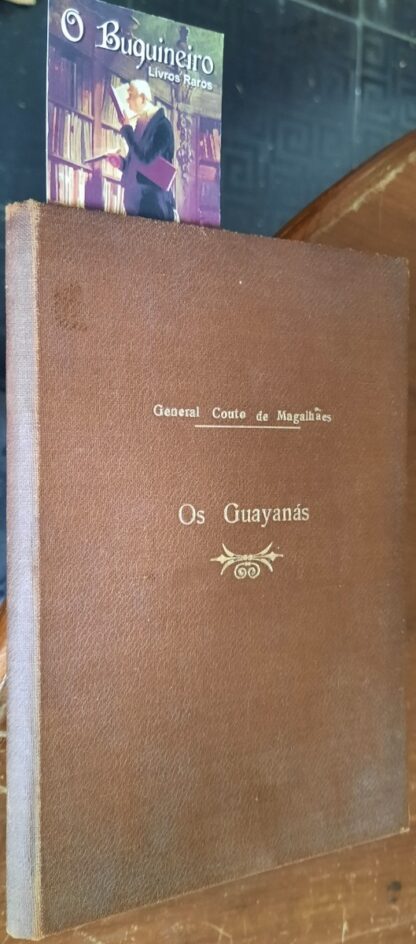 O Buquineiro
Livros Raros
General Couto de Magalhães
Os Guayanás